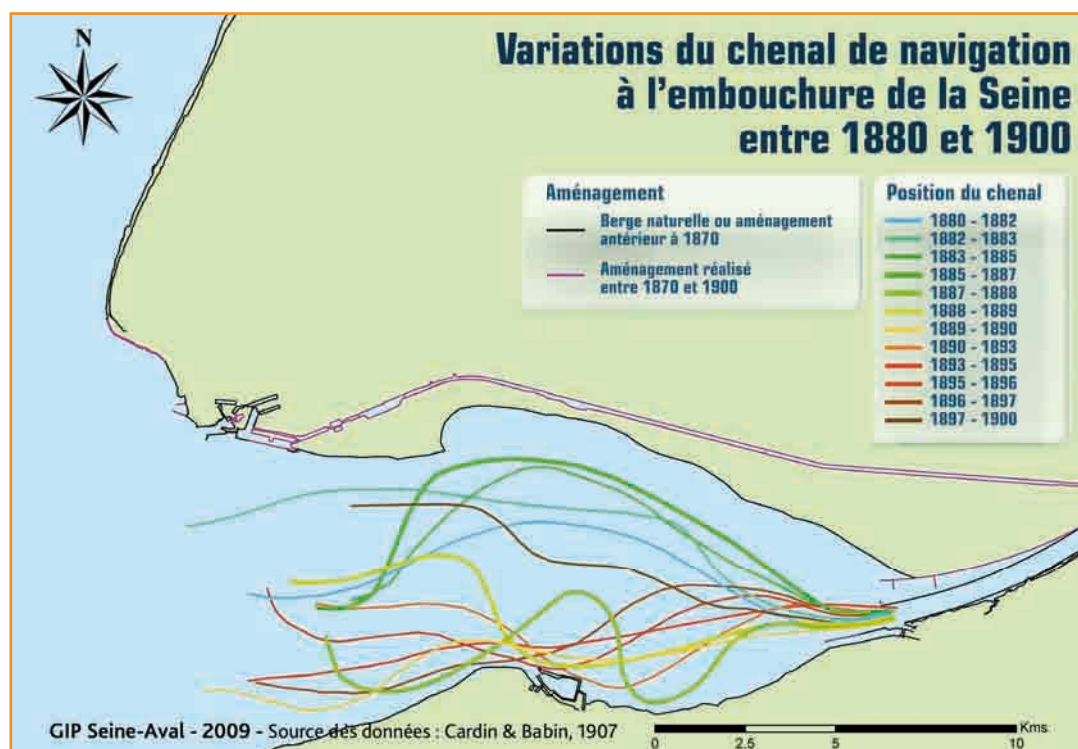 N
Variations du chenal de navigation
à l'embouchure de la Seine
entre 1880 et 1900
Aménagement
Berge naturelle ou aménagement
antérieur à 1870
Aménagement réalisé
entre 1870 et 1900
Position du chenal
1880 - 1882
1882 - 1883
1883 - 1885
1885 - 1887
1887 - 1888
1888 - 1889
1889 - 1890
1890 - 1893
1893 - 1895
1895 - 1896
1896 - 1897
1897 - 1900
GIP Seine-Aval - 2009 - Source des données : Cardin & Babin, 1907
Kms
0 2.5 5 10